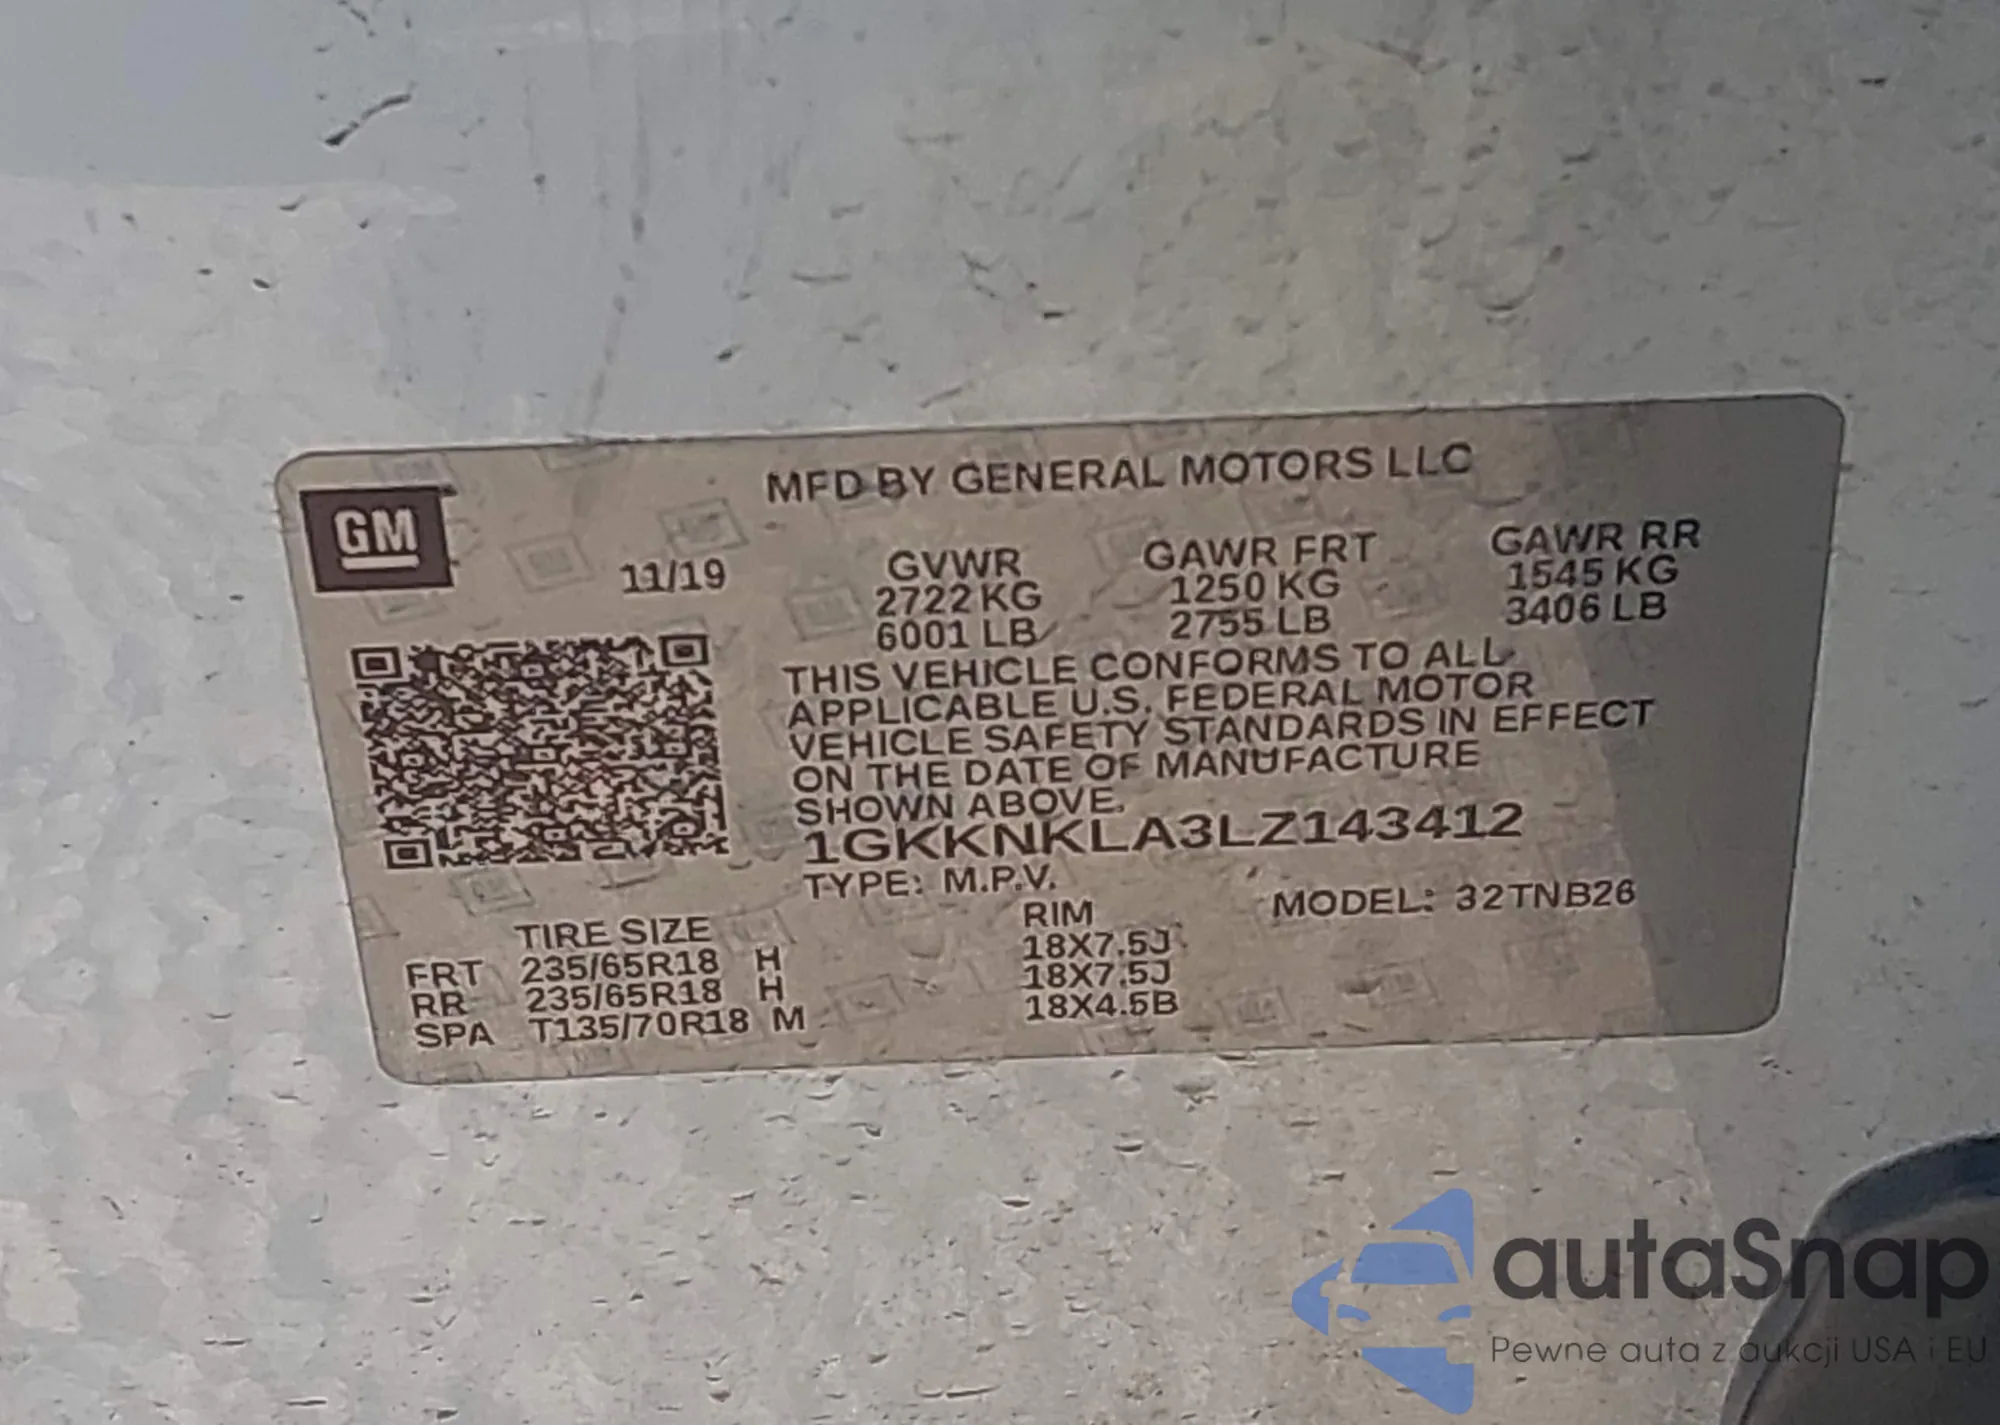 MFD BY GENERAL MOTORS LLC
GM
11/19
GVWR GAWR FRT GAWR RR
2722 KG 1250 KG 1545 KG
6001 LB 2755 LB 3406 LB
THIS VEHICLE CONFORMS TO ALL
APPLICABLE U.S. FEDERAL MOTOR
VEHICLE SAFETY STANDARDS IN EFFECT
ON THE DATE OF MANUFACTURE
SHOWN ABOVE.
1GKKNKLA3LZ143412
TYPE: M.P.V. MODEL: 32TNB26
TIRE SIZE RIM
FRT 235/65R18 H 18X7.5J
RR 235/65R18 H 18X7.5J
SPA T135/70R18 M 18X4.5B
autaSnap
Pewne auta z aukcji USA i EU